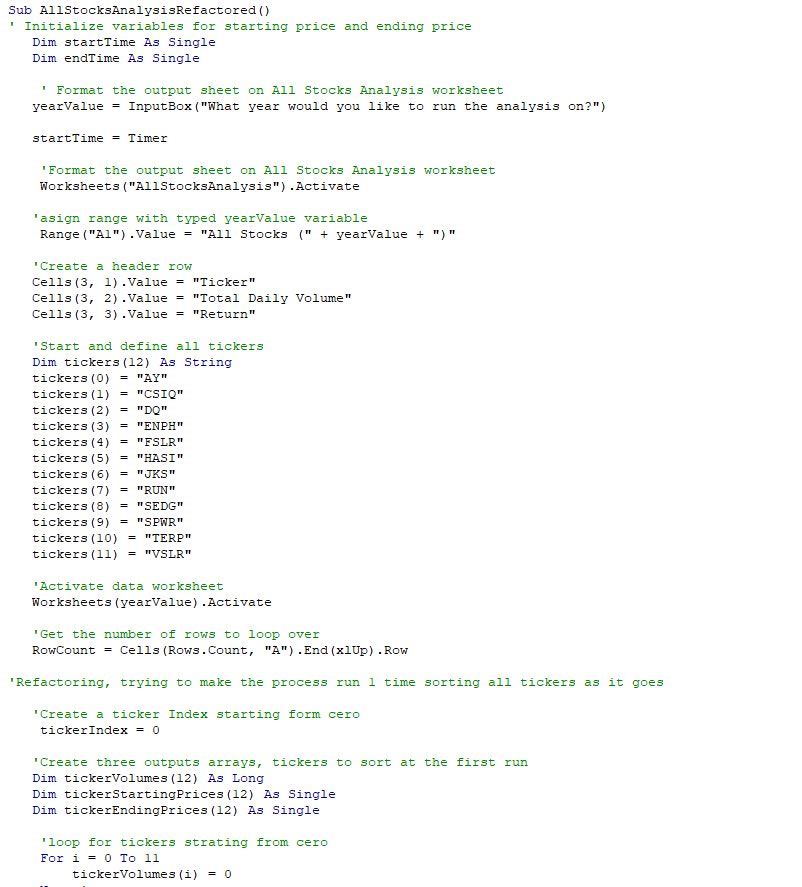 Sub AllStocksAnalysisRefactored()
' Initialize variables for starting price and ending price
Dim startTime As Single
Dim endTime As Single
' Format the output sheet on All Stocks Analysis worksheet
yearValue = InputBox("What year would you like to run the analysis on?")
startTime = Timer
'Format the output sheet on All Stocks Analysis worksheet
Worksheets("AllStocksAnalysis").Activate
'asign range with typed yearValue variable
Range("A1").Value = "All Stocks (" + yearValue + ")"
'Create a header row
Cells(3, 1).Value = "Ticker"
Cells(3, 2).Value = "Total Daily Volume"
Cells(3, 3).Value = "Return"
'Start and define all tickers
Dim tickers(12) As String
tickers(0) = "AY"
tickers(1) = "CSIQ"
tickers(2) = "DQ"
tickers(3) = "ENPH"
tickers(4) = "FSLR"
tickers(5) = "HASI"
tickers(6) = "JKS"
tickers(7) = "RUN"
tickers(8) = "SEDG"
tickers(9) = "SPWR"
tickers(10) = "TERP"
tickers(11) = "VSLR"
'Activate data worksheet
Worksheets(yearValue).Activate
'Get the number of rows to loop over
RowCount = Cells(Rows.Count, "A").End(xlUp).Row
'Refactoring, trying to make the process run 1 time sorting all tickers as it goes
'Create a ticker Index starting form cero
tickerIndex = 0
'Create three outputs arrays, tickers to sort at the first run
Dim tickerVolumes(12) As Long
Dim tickerStartingPrices(12) As Single
Dim tickerEndingPrices(12) As Single
'loop for tickers strating from cero
For i = 0 To 11
tickerVolumes(i) = 0